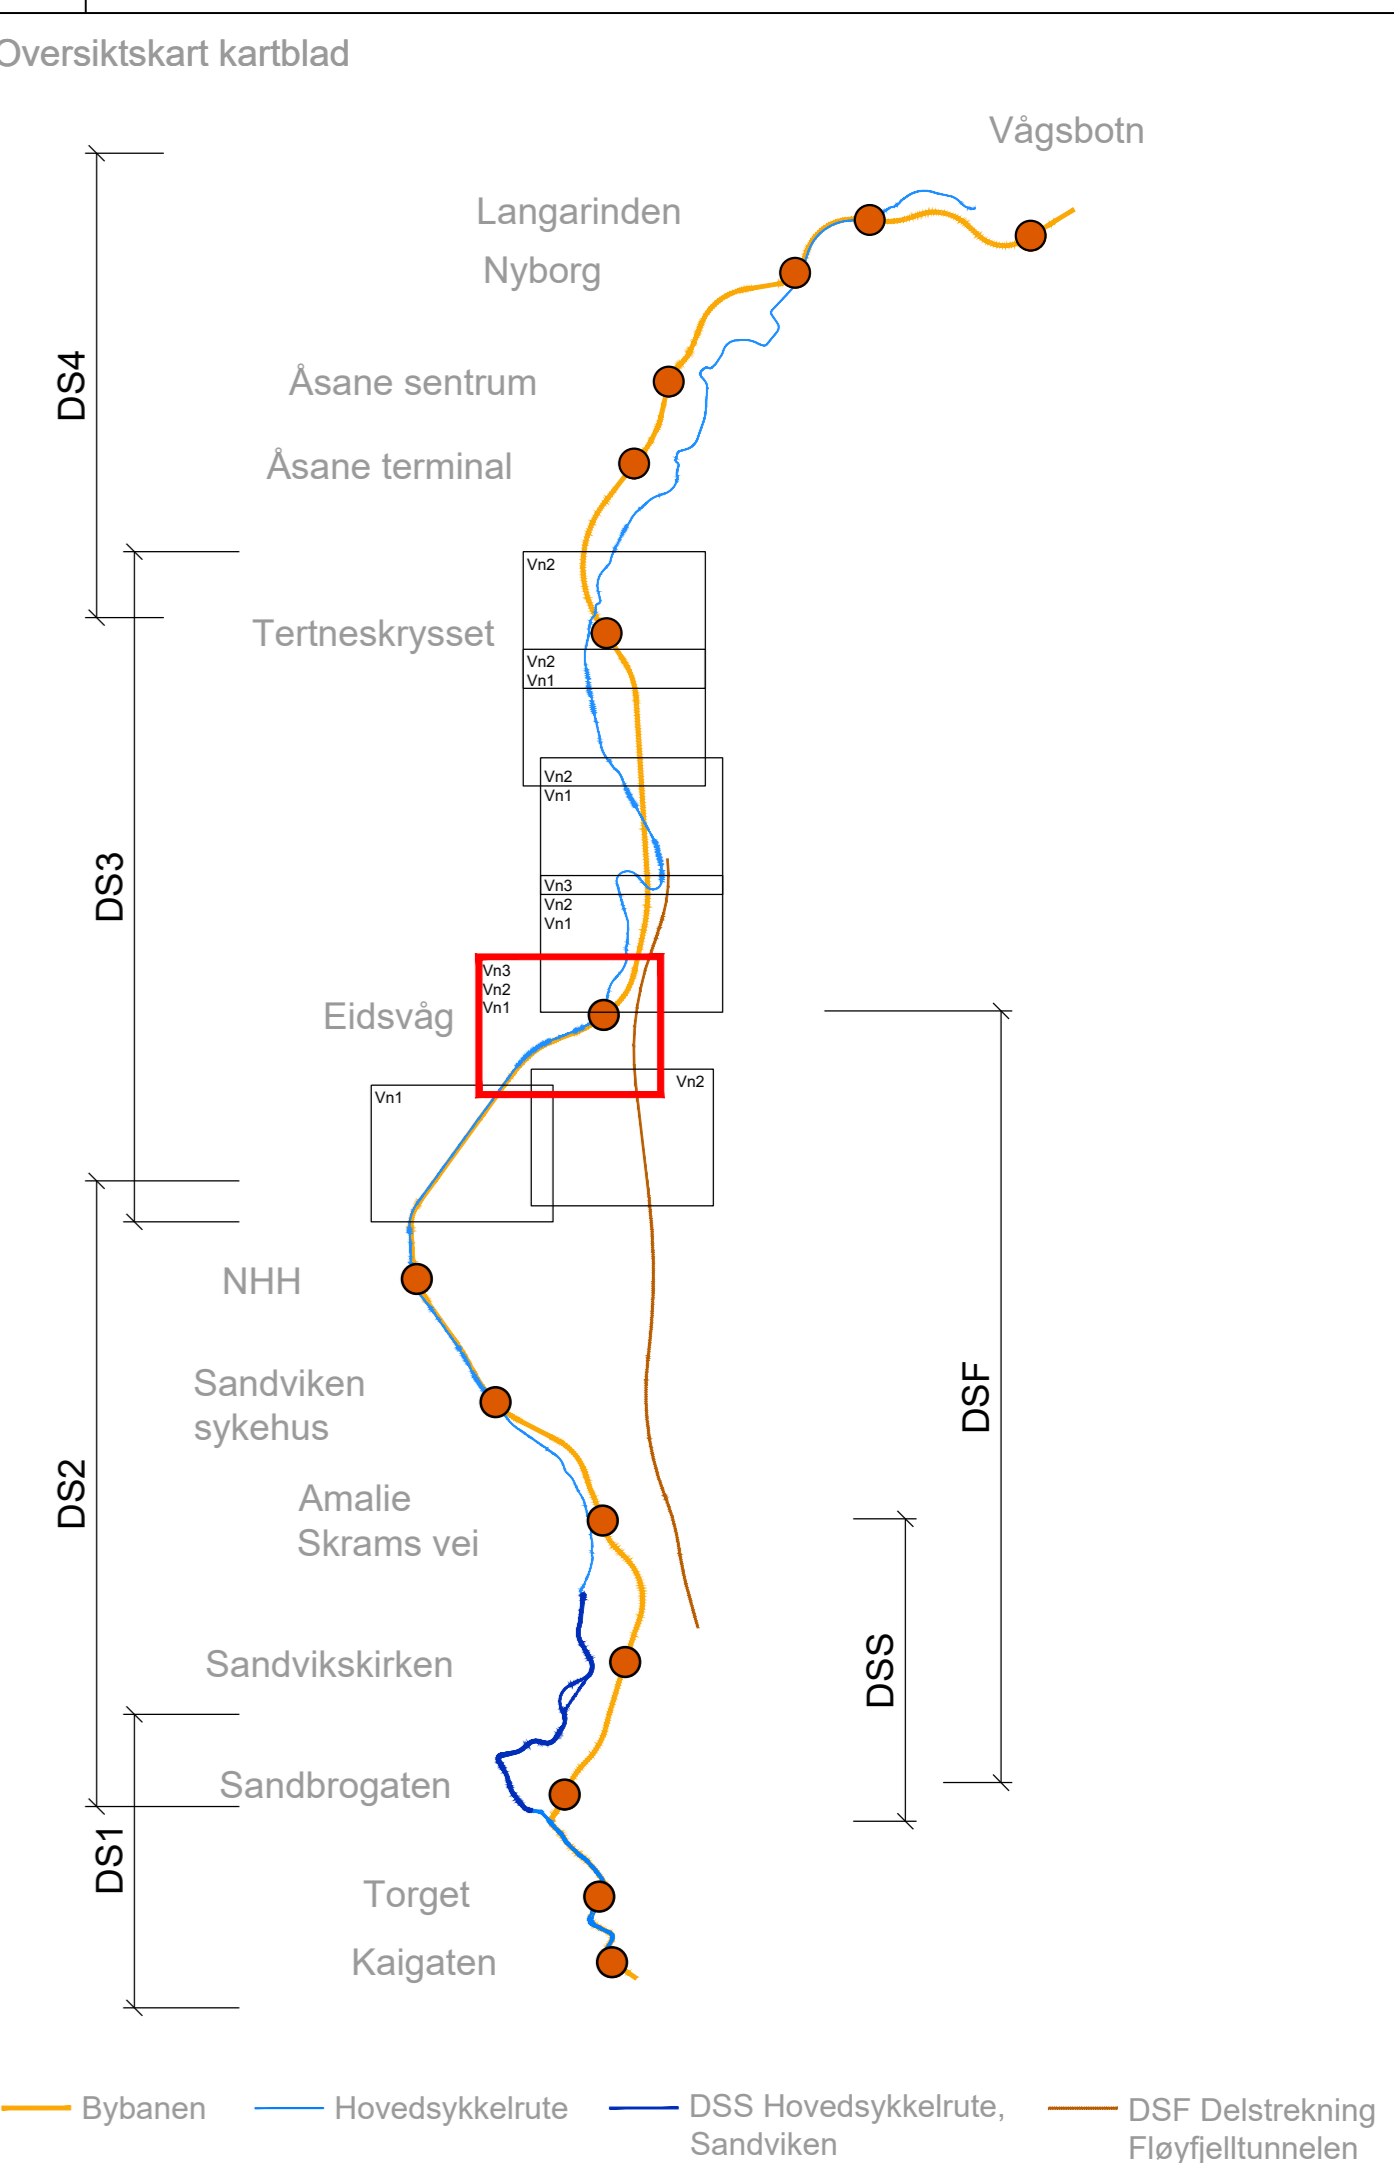 Oversiktskart kartblad
Vågsbotn
Langarinden
Nyborg
DS4
Åsane sentrum
Åsane terminal
Vn2
Tertneskrysset
Vn2
Vn1
Vn2
Vn1
DS3
Vn3
Vn2
Vn1
Vn3
Vn2
Vn1
Eidsvåg
Vn2
Vn1
NHH
Sandviken
sykehus
DSF
DS2
Amalie
Skrams vei
Sandvikskirken
DSS
Sandbrogaten
DS1
Torget
Kaigaten
Bybanen
Hovedsykkelrute
DSS Hovedsykkelrute,
Sandviken
DSF Delstrekning
Fløyfjelltunnelen